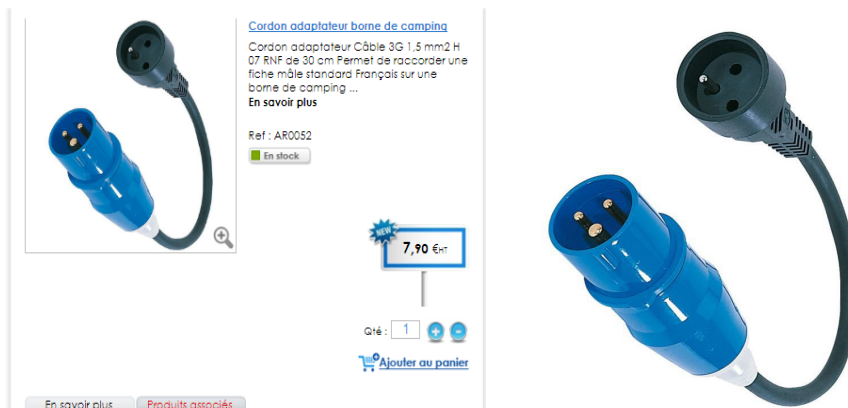 Cordon adaptateur borne de camping
Cordon adaptateur Câble 3G 1,5 mm2 H
07 RNF de 30 cm Permet de raccorder une
fiche mâle standard Français sur une
borne de camping ...
En savoir plus
Ref : AR0052
En stock
NEW
7,90 €HT
Qté : 1
Ajouter au panier
En savoir plus
Produits associés